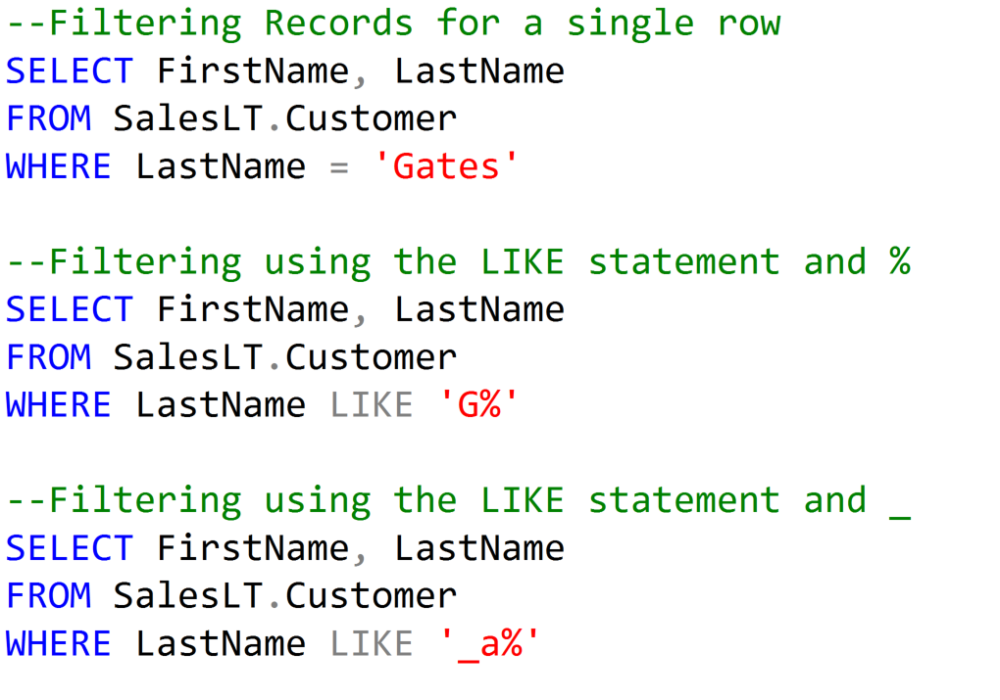 --Filtering Records for a single row
SELECT FirstName, LastName
FROM SalesLT.Customer
WHERE LastName = 'Gates'
--Filtering using the LIKE statement and %
SELECT FirstName, LastName
FROM SalesLT.Customer
WHERE LastName LIKE 'G%'
--Filtering using the LIKE statement and _
SELECT FirstName, LastName
FROM SalesLT.Customer
WHERE LastName LIKE '_a%'